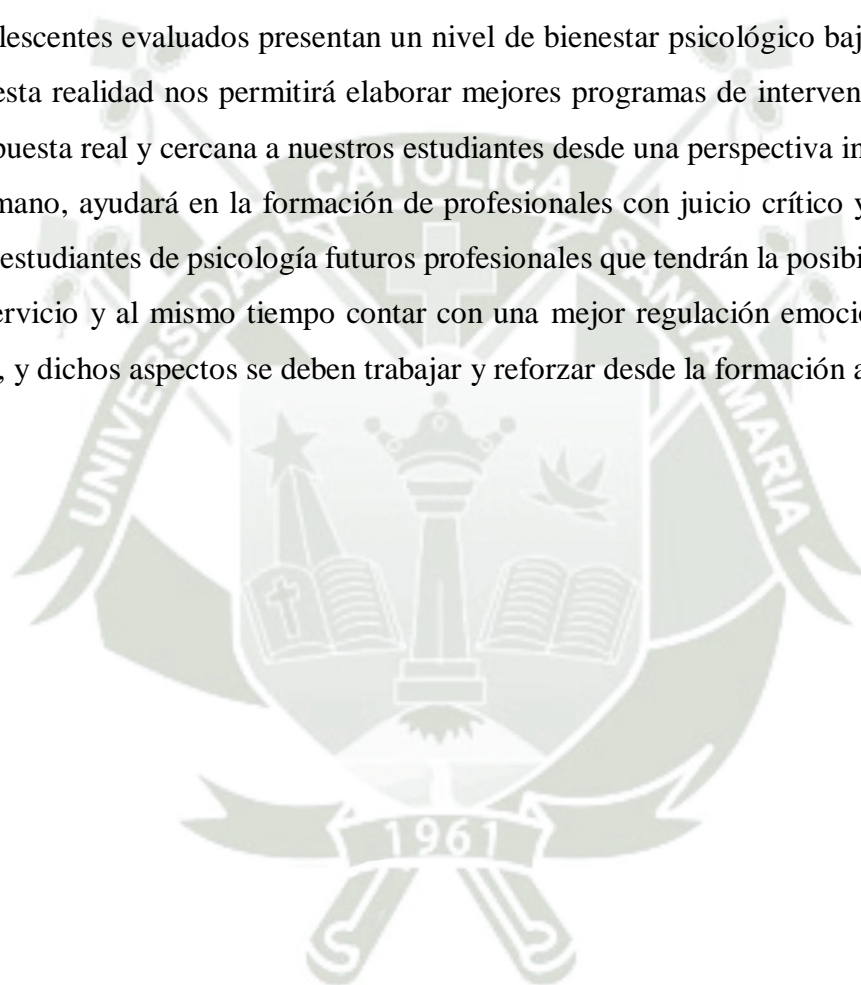 lescentes evaluados presentan un nivel de bienestar psicológico baj
esta realidad nos permitirá elaborar mejores programas de interven
puesta real y cercana a nuestros estudiantes desde una perspectiva in
mano, ayudará en la formación de profesionales con juicio crítico y
estudiantes de psicología futuros profesionales que tendrán la posibi
ervicio y al mismo tiempo contar con una mejor regulación emocio
, y dichos aspectos se deben trabajar y reforzar desde la formación a
UNIVERSIDAD CATOLICA SANTA MARIA
1961